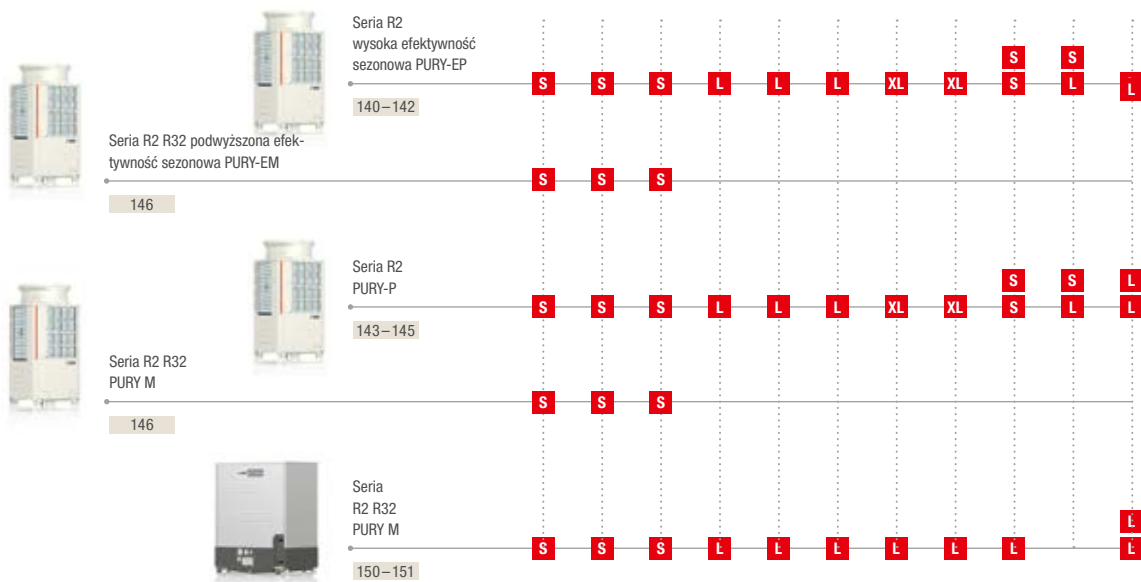 Seria R2
wysoka efektywność
sezonowa PURY-EP
S S
S S S L L L XL XL S L L
140–142
Seria R2 R32 podwyższona efek-
tywność sezonowa PURY-EM
S S S
146
Seria R2
PURY-P
S S L
S S S L L L XL XL S L L
143–145
Seria R2 R32
PURY M
S S S
146
Seria
R2 R32
PURY M
Ł
S S S Ł Ł Ł Ł Ł Ł Ł
150–151